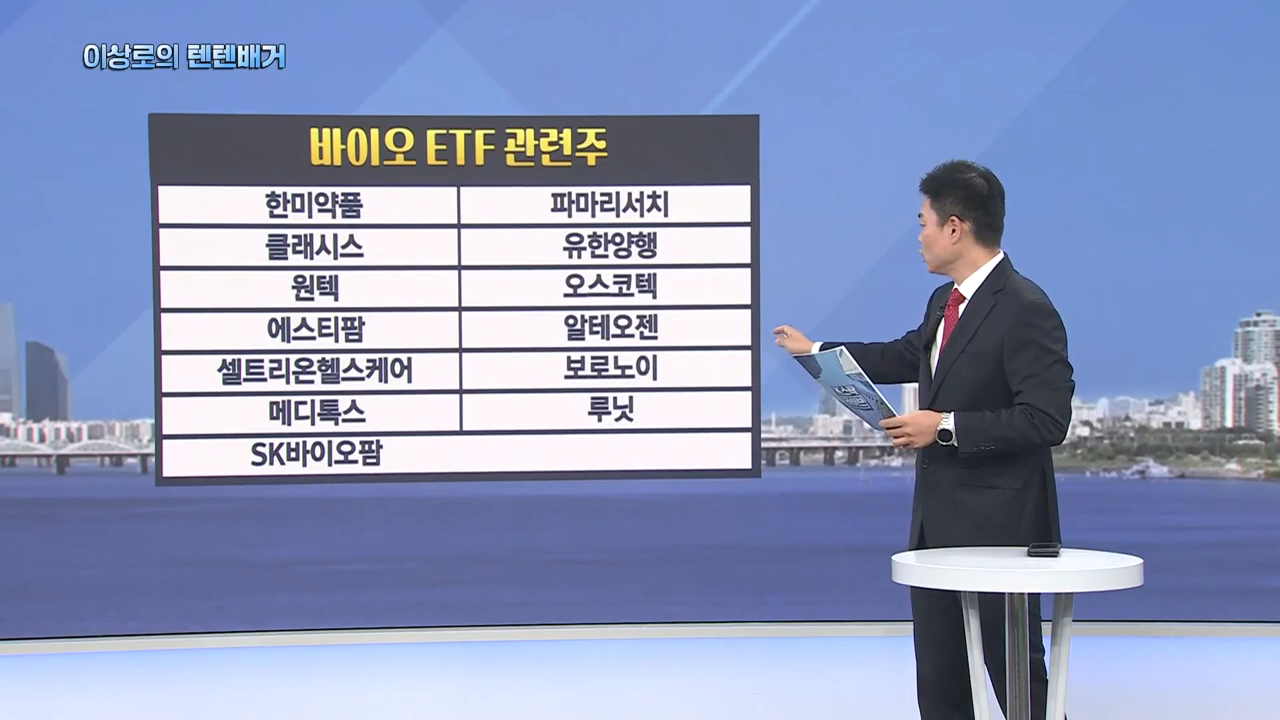 이상로의 텐텐배거
바이오 ETF 관련주
한미약품 파마리서치
클래시스 유한양행
원텍 오스코텍
에스티팜 알테오젠
셀트리온헬스케어 보로노이
메디톡스 루닛
SK바이오팜